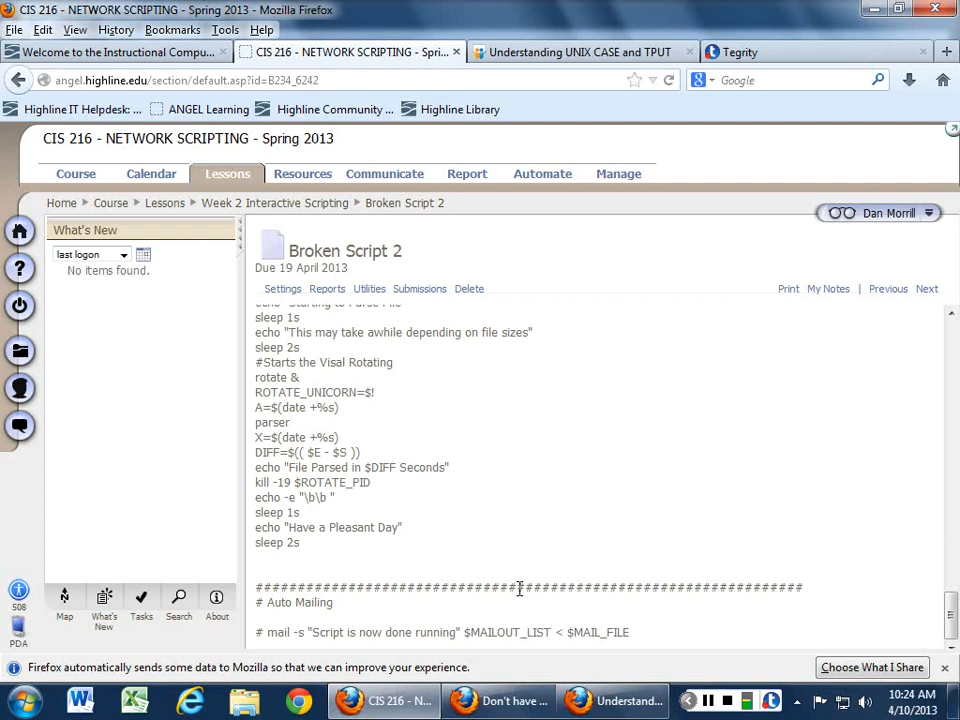 CIS 216 - NETWORK SCRIPTING - Spring 2013 - Mozilla Firefox
File Edit View History Bookmarks Tools Help
Welcome to the Instructional Compu... CIS 216 - NETWORK SCRIPTING - Spri... Understanding UNIX CASE and TPUT Tegrity
angel.highline.edu/section/default.asp?id=B234_6242 Google
Highline IT Helpdesk: ... ANGEL Learning Highline Community ... Highline Library
CIS 216 - NETWORK SCRIPTING - Spring 2013
Course Calendar Lessons Resources Communicate Report Automate Manage
Home Course Lessons Week 2 Interactive Scripting Broken Script 2
Dan Morrill
What's New
last logon
No items found.
Broken Script 2
Due 19 April 2013
Settings Reports Utilities Submissions Delete Print My Notes | Previous Next
echo "Starting to Parse File"
sleep 1s
echo "This may take awhile depending on file sizes"
sleep 2s
#Starts the Visal Rotating
rotate &
ROTATE_UNICORN=$!
A=$(date +%s)
parser
X=$(date +%s)
DIFF=$(( $E - $S ))
echo "File Parsed in $DIFF Seconds"
kill -19 $ROTATE_PID
echo -e "\b\b "
sleep 1s
echo "Have a Pleasant Day"
sleep 2s
##################################################################
# Auto Mailing
# mail -s "Script is now done running" $MAILOUT_LIST < $MAIL_FILE
508
PDA
Map What's New Tasks Search About
Firefox automatically sends some data to Mozilla so that we can improve your experience. Choose What I Share
CIS 216 - N... Don't have ... Understand...
10:24 AM
4/10/2013